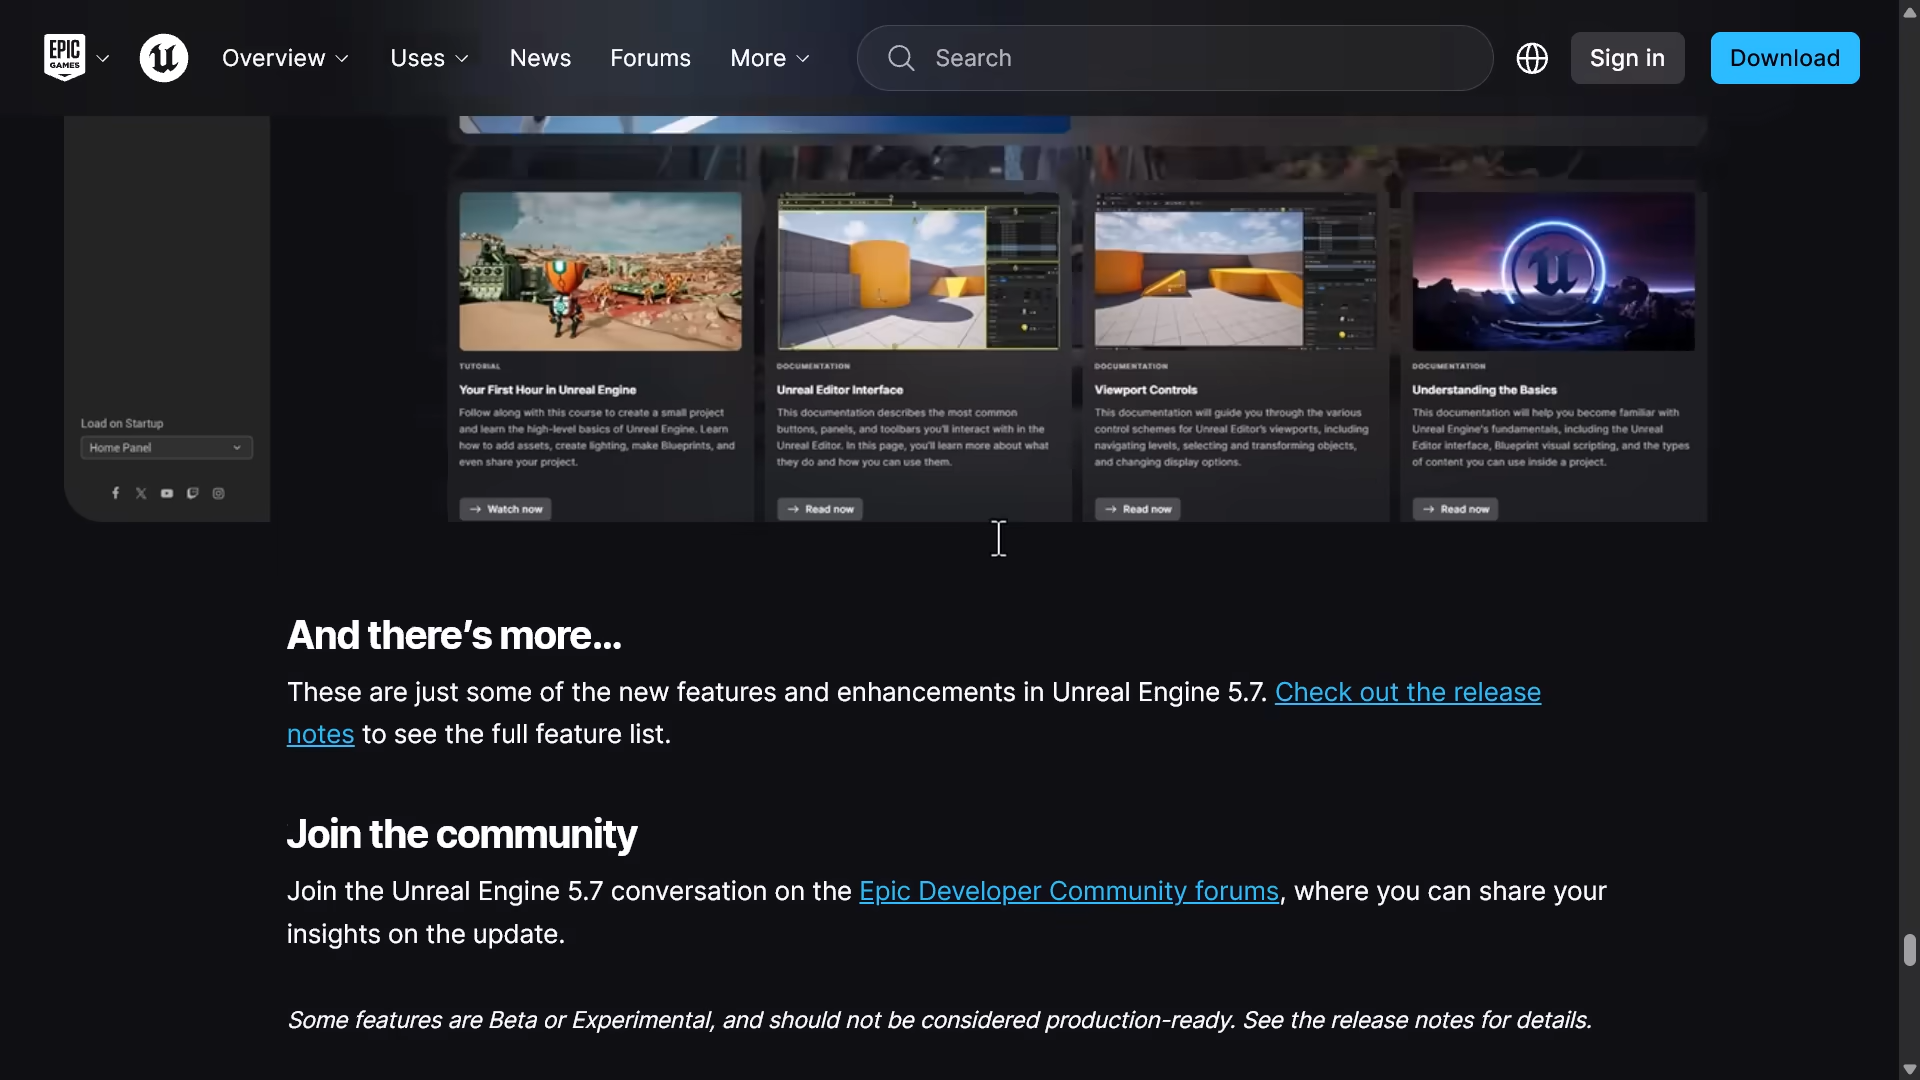 EPIC GAMES
Overview
Uses
News
Forums
More
Search
Sign in
Download
Load on Startup
Home Panel
TUTORIAL
Your First Hour in Unreal Engine
Follow along with this course to create a small project
and learn the high-level basics of Unreal Engine. Learn
how to add assets, create lighting, make Blueprints, and
even share your project.
Watch now
DOCUMENTATION
Unreal Editor Interface
This documentation describes the most common
buttons, panels, and toolbars you'll interact with in the
Unreal Editor. In this page, you'll learn more about what
they do and how you can use them.
Read now
DOCUMENTATION
Viewport Controls
This documentation will guide you through the various
control schemes for Unreal Editor's viewports, including
navigating levels, selecting and transforming objects,
and changing display options.
Read now
DOCUMENTATION
Understanding the Basics
This documentation will help you become familiar with
Unreal Engine's fundamentals, including the Unreal
Editor interface, Blueprint visual scripting, and the types
of content you can use inside a project.
Read now
And there’s more…
These are just some of the new features and enhancements in Unreal Engine 5.7. Check out the release
notes to see the full feature list.
Join the community
Join the Unreal Engine 5.7 conversation on the Epic Developer Community forums, where you can share your
insights on the update.
Some features are Beta or Experimental, and should not be considered production-ready. See the release notes for details.